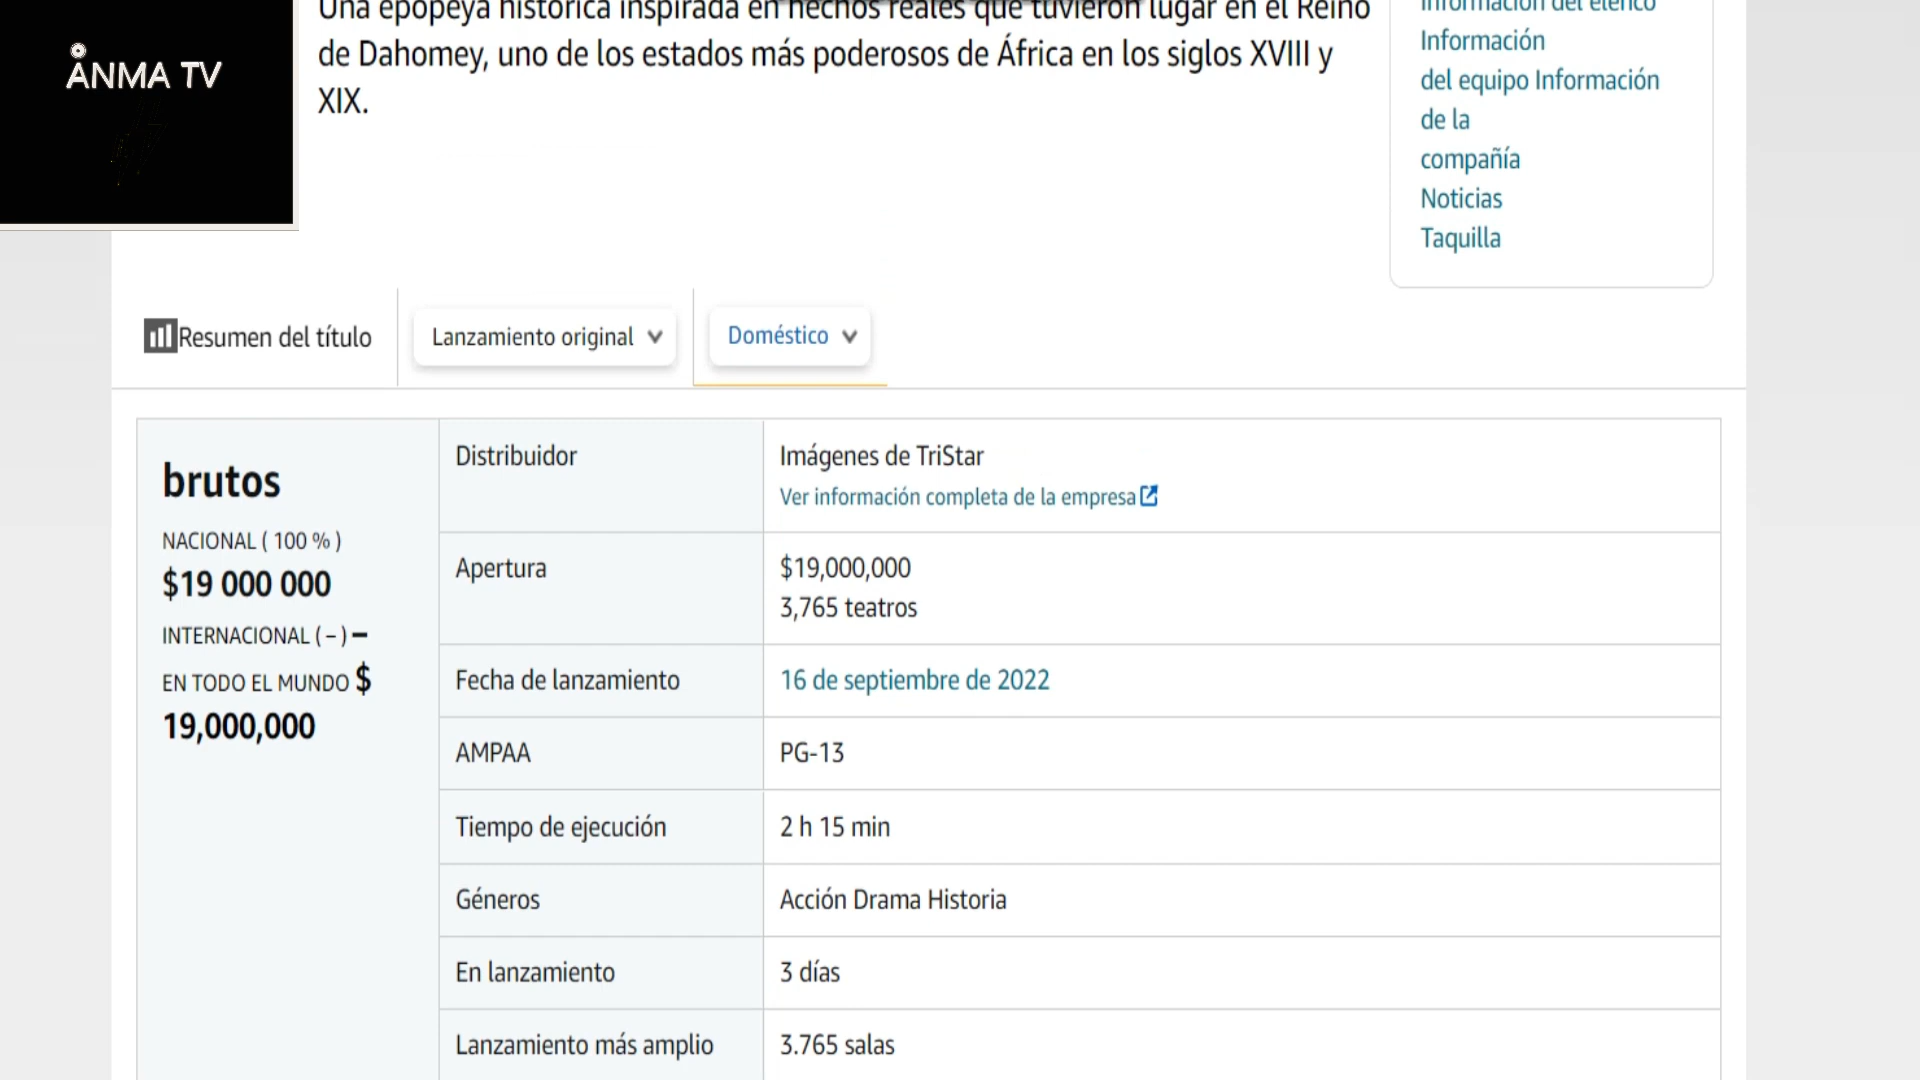 ANMA TV
Una epopeya histórica inspirada en hechos reales que tuvieron lugar en el Reino
de Dahomey, uno de los estados más poderosos de África en los siglos XVIII y
XIX.
Información del elenco
Información
del equipo Información
de la
compañía
Noticias
Taquilla
Resumen del título
Lanzamiento original
Doméstico
brutos
NACIONAL ( 100 % )
$19 000 000
INTERNACIONAL ( – ) –
EN TODO EL MUNDO $
19,000,000
Distribuidor
Imágenes de TriStar
Ver información completa de la empresa
Apertura
$19,000,000
3,765 teatros
Fecha de lanzamiento
16 de septiembre de 2022
AMPAA
PG-13
Tiempo de ejecución
2 h 15 min
Géneros
Acción Drama Historia
En lanzamiento
3 días
Lanzamiento más amplio
3.765 salas